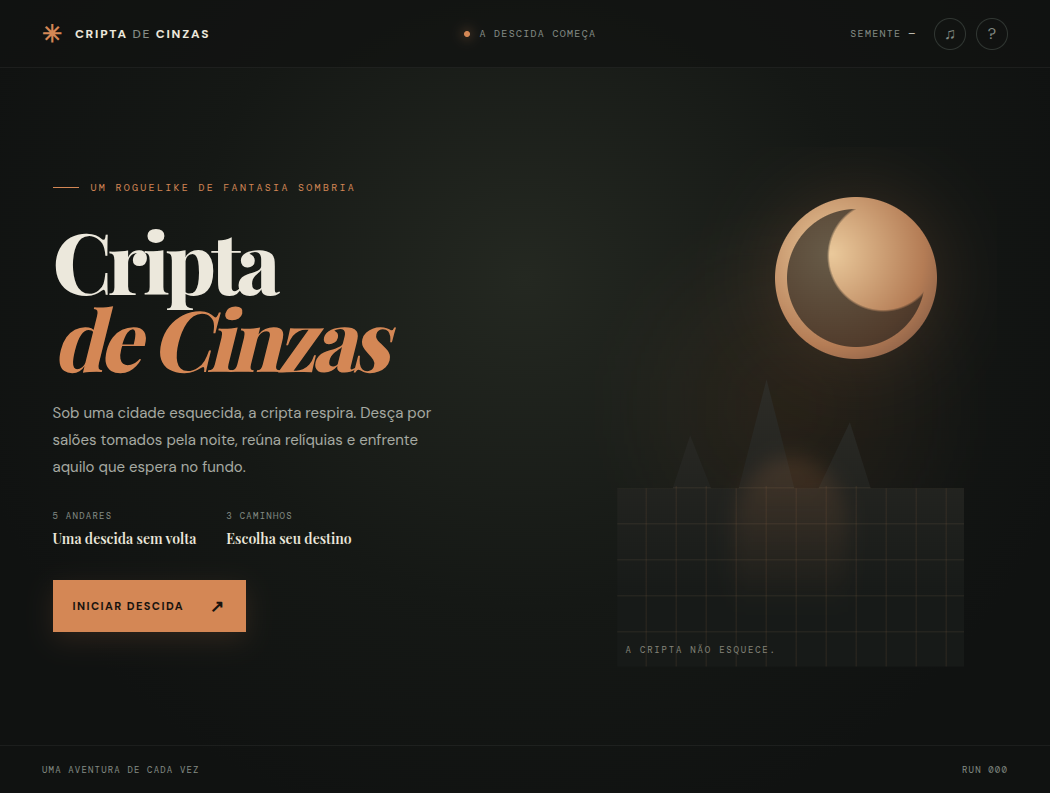 CRIPTA DE CINZAS
A DESCIDA COMEÇA
SEMENTE —
?
UM ROGUELIKE DE FANTASIA SOMBRIA
Cripta
de Cinzas
Sob uma cidade esquecida, a cripta respira. Desça por
salões tomados pela noite, reúna relíquias e enfrente
aquilo que espera no fundo.
5 ANDARES
Uma descida sem volta
3 CAMINHOS
Escolha seu destino
INICIAR DESCIDA ↗
A CRIPTA NÃO ESQUECE.
UMA AVENTURA DE CADA VEZ
RUN 000